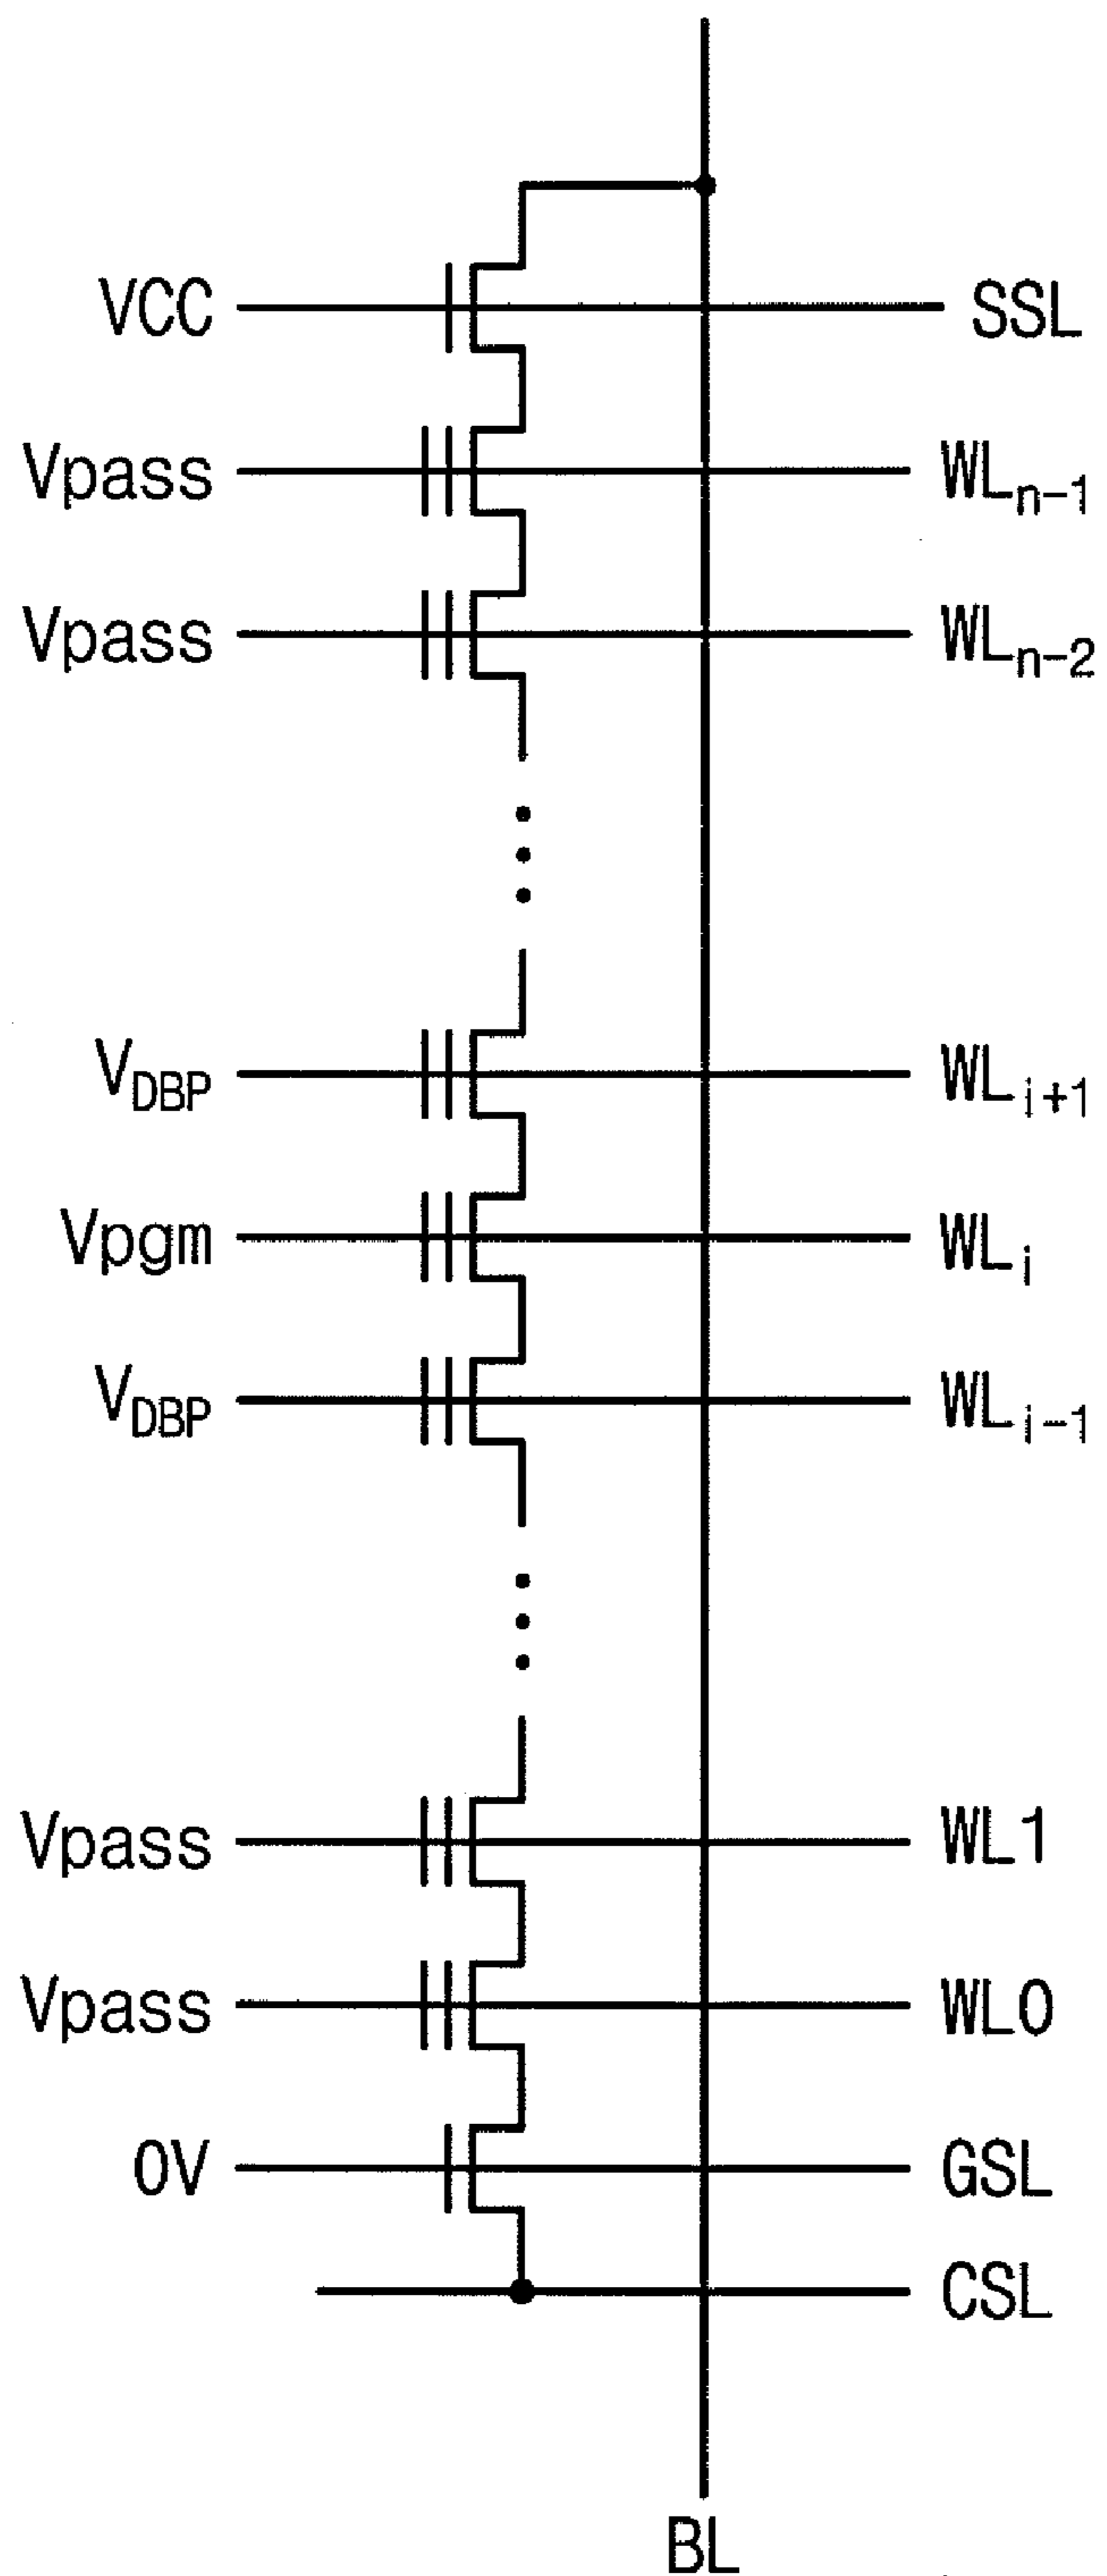 VCC SSL
Vpass WLn-1
Vpass WLn-2
VDBP WLi+1
Vpgm WLi
VDBP WLi-1
Vpass WL1
Vpass WL0
0V GSL
CSL
BL